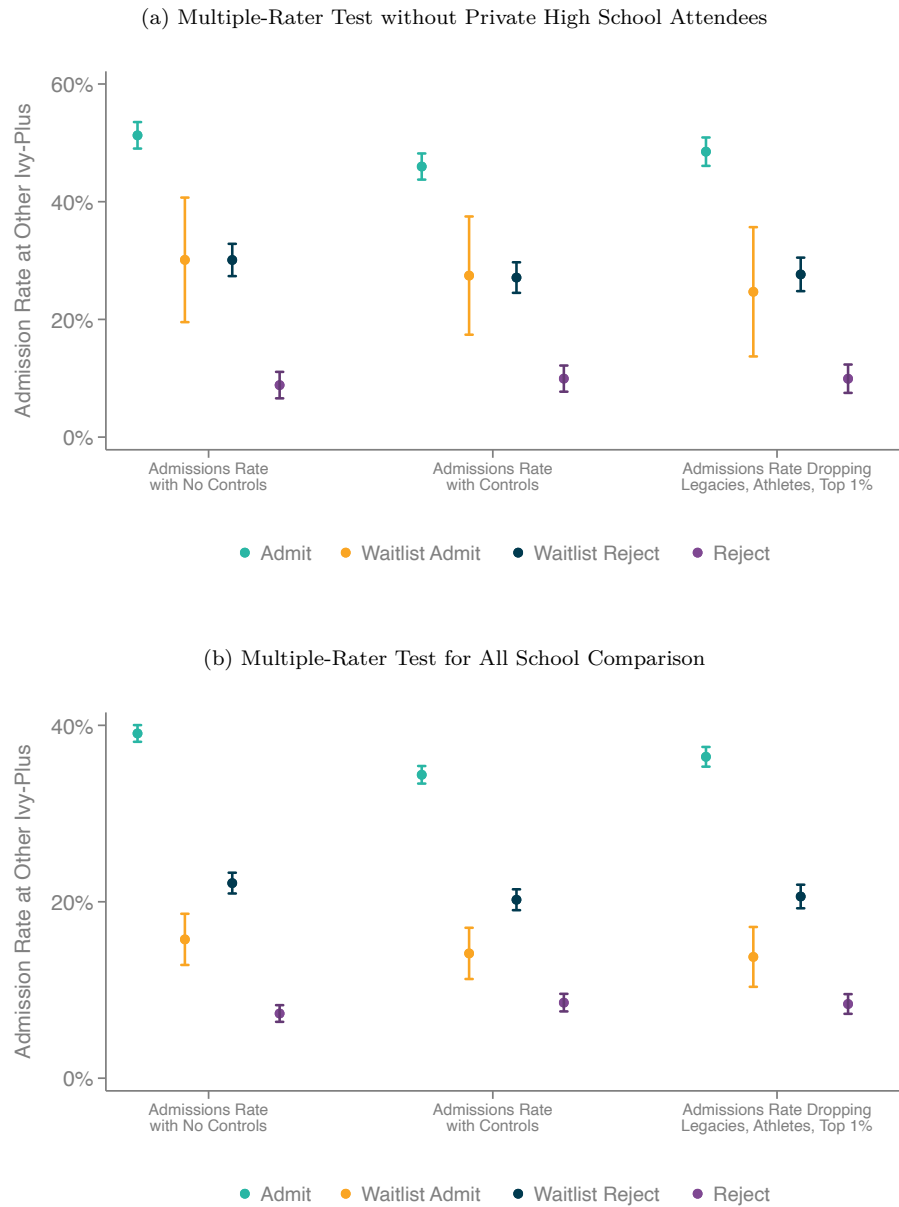 (a) Multiple-Rater Test without Private High School Attendees
Admission Rate at Other Ivy-Plus
60%
40%
20%
0%
Admissions Rate
with No Controls
Admissions Rate
with Controls
Admissions Rate Dropping
Legacies, Athletes, Top 1%
Admit Waitlist Admit Waitlist Reject Reject
(b) Multiple-Rater Test for All School Comparison
Admission Rate at Other Ivy-Plus
40%
20%
0%
Admissions Rate
with No Controls
Admissions Rate
with Controls
Admissions Rate Dropping
Legacies, Athletes, Top 1%
Admit Waitlist Admit Waitlist Reject Reject